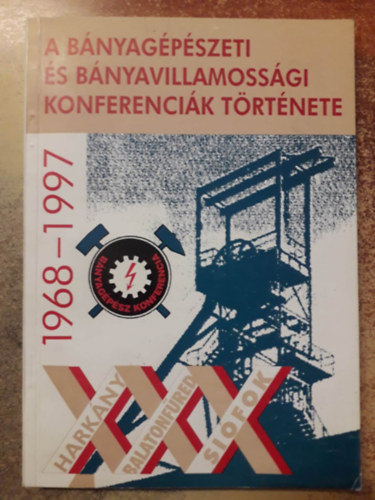 A BÁNYAGÉPÉSZETI
ÉS BÁNYAVILLAMOSSÁGI
KONFERENCIÁK TÖRTÉNETE
1968-1997
BÁNYAGÉPÉSZ KONFERENCIA
XXX
HARKÁNY
BALATONFÜRED
SIÓFOK